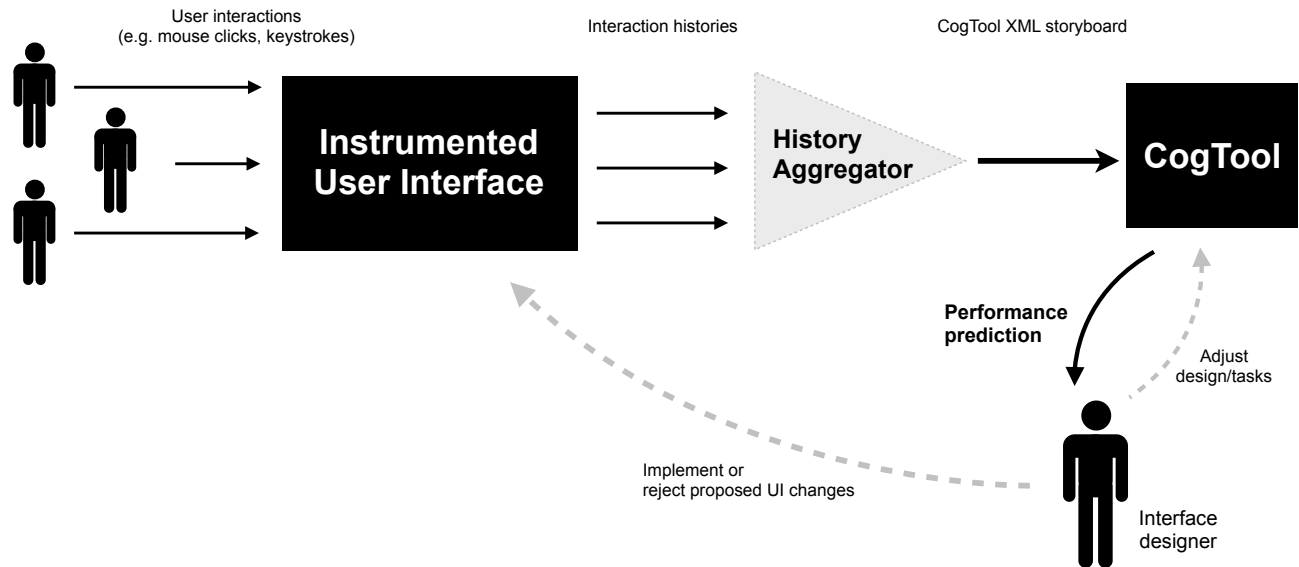 User interactions
(e.g. mouse clicks, keystrokes)
Interaction histories
CogTool XML storyboard
Instrumented
User Interface
History
Aggregator
CogTool
Performance
prediction
Adjust
design/tasks
Implement or
reject proposed UI changes
Interface
designer